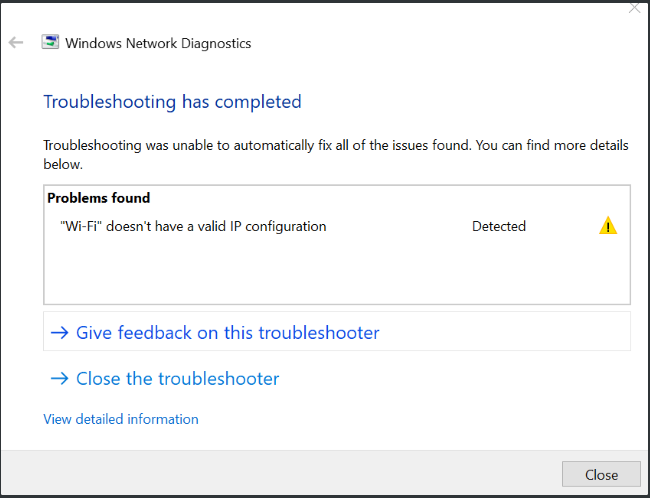 Windows Network Diagnostics
Troubleshooting has completed
Troubleshooting was unable to automatically fix all of the issues found. You can find more details
below.
Problems found
"Wi-Fi" doesn't have a valid IP configuration Detected
Give feedback on this troubleshooter
Close the troubleshooter
View detailed information
Close